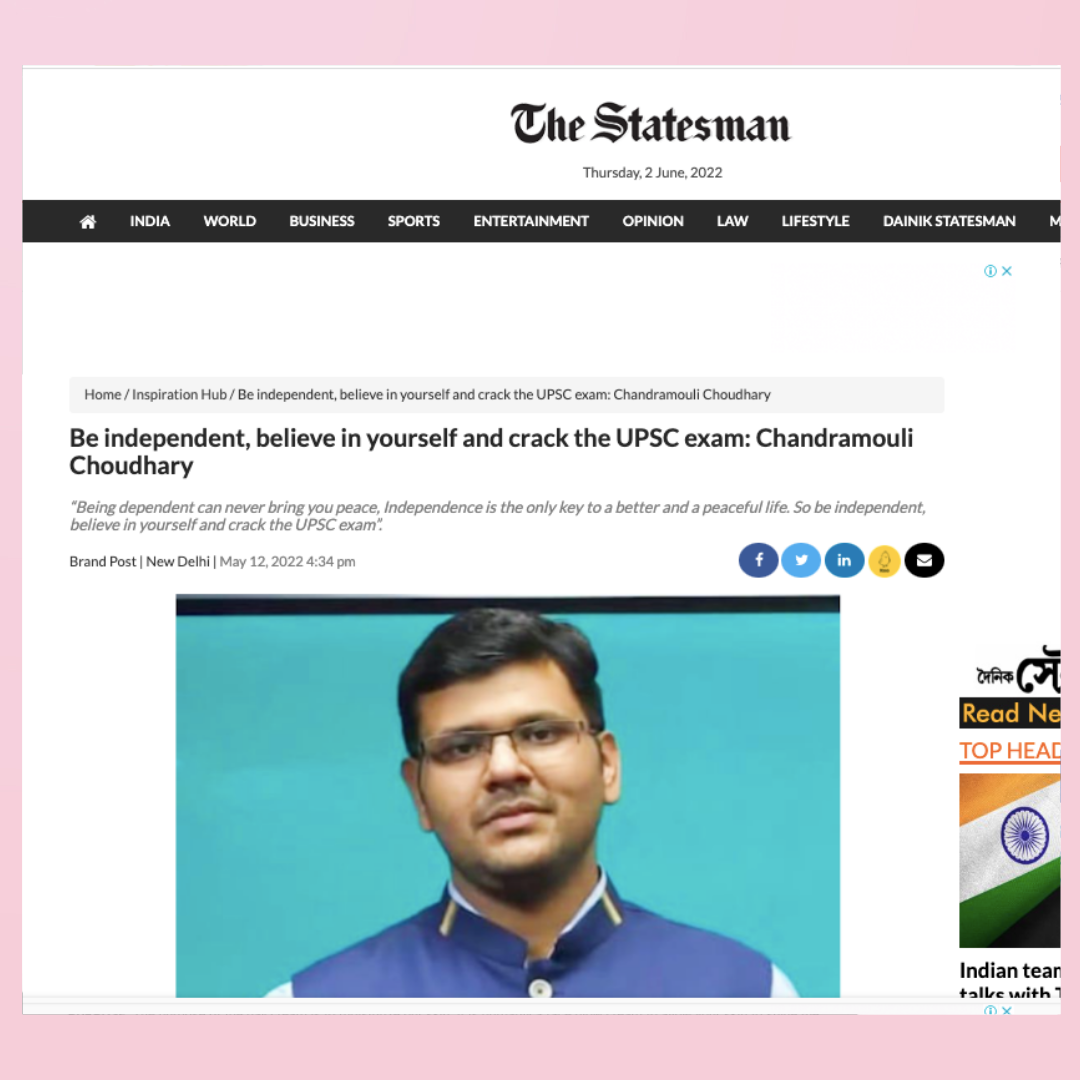 The Statesman
Thursday, 2 June, 2022
INDIA WORLD BUSINESS SPORTS ENTERTAINMENT OPINION LAW LIFESTYLE DAINIK STATESMAN M
Home / Inspiration Hub / Be independent, believe in yourself and crack the UPSC exam: Chandramouli Choudhary
Be independent, believe in yourself and crack the UPSC exam: Chandramouli
Choudhary
“Being dependent can never bring you peace, Independence is the only key to a better and a peaceful life. So be independent,
believe in yourself and crack the UPSC exam”.
Brand Post | New Delhi | May 12, 2022 4:34 pm
দৈনিক
Read Ne
TOP HEAD
Indian tear
talks with T